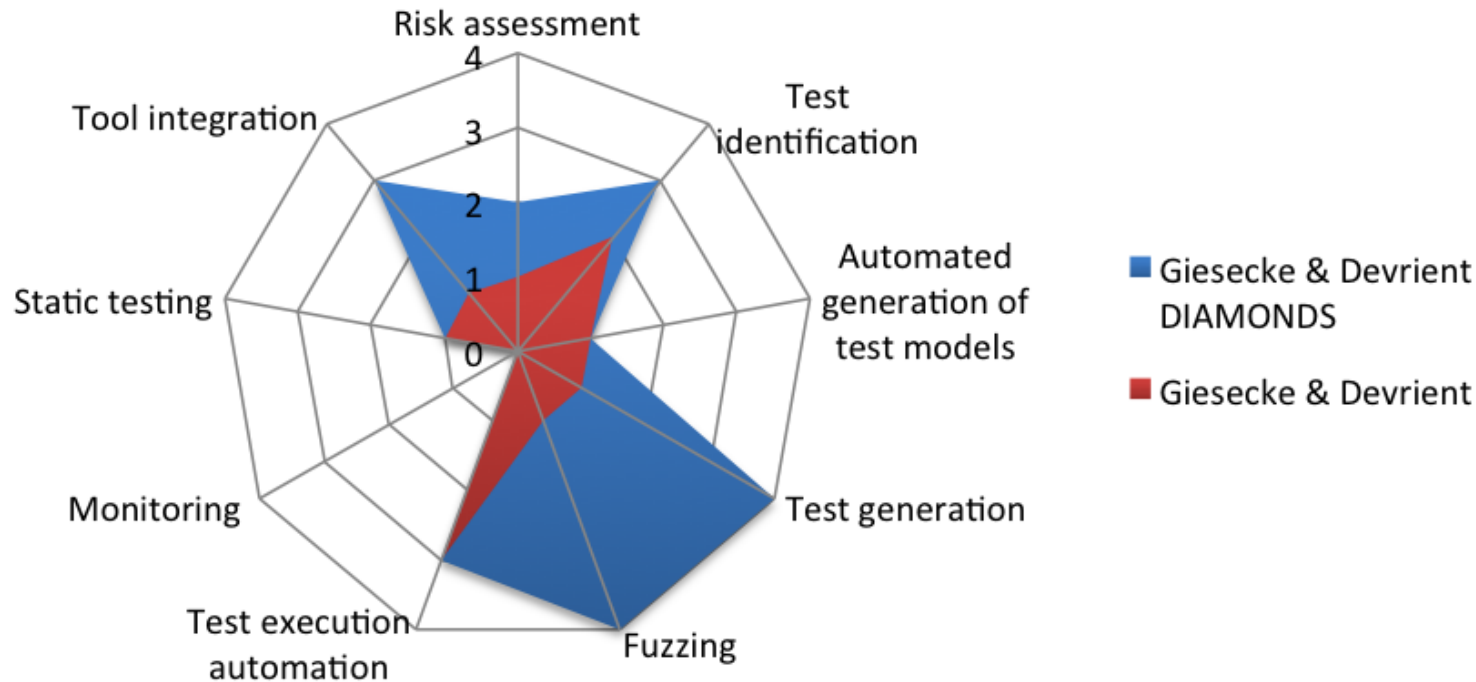 Risk assessment
4
3
2
1
0
Test
identification
Automated
generation of
test models
Test generation
Fuzzing
Test execution
automation
Monitoring
Static testing
Tool integration
Giesecke & Devrient
DIAMONDS
Giesecke & Devrient